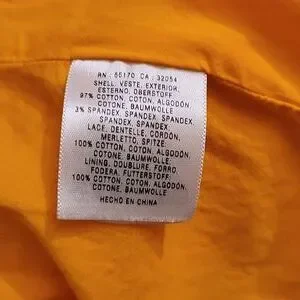 RN : 66170 CA : 32054
SHELL, VESTE, EXTERIOR,
ESTERNO, OBERSTOFF
97% COTTON, COTON, ALGODÓN,
COTONE, BAUMWOLLE
3% SPANDEX, SPANDEX, SPANDEX,
SPANDEX, SPANDEX
LACE, DENTELLE, CORDÓN,
MERLETTO, SPITZE
100% COTTON, COTON, ALGODÓN,
COTONE, BAUMWOLLE
LINING, DOUBLURE, FORRO,
FODERA, FUTTERSTOFF
100% COTTON, COTON, ALGODÓN,
COTONE, BAUMWOLLE
HECHO EN CHINA